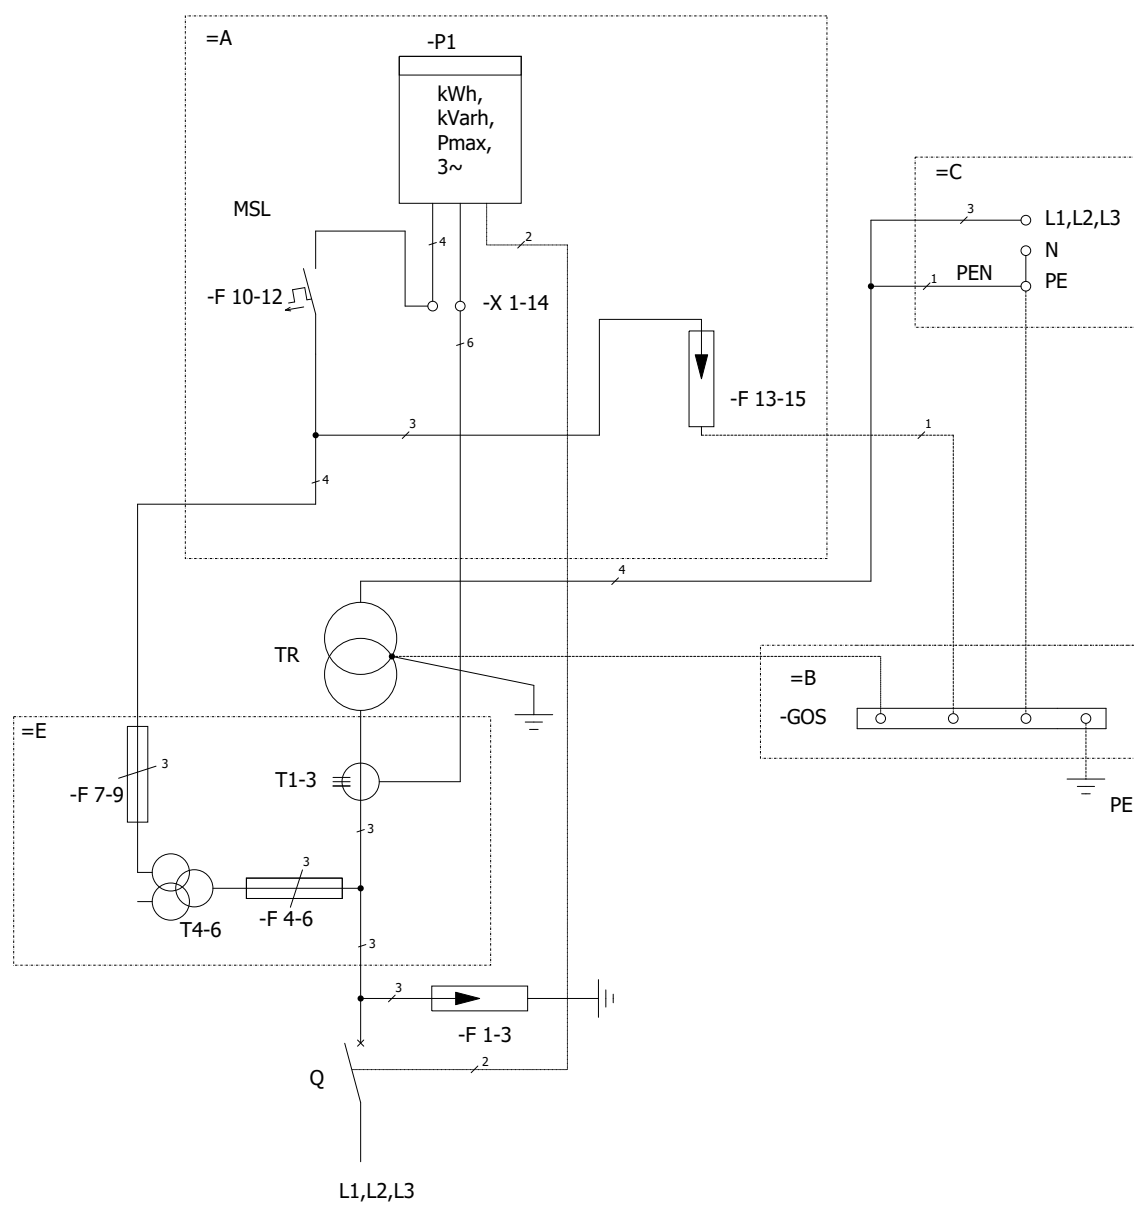 =A
-P1
kWh,
kVarh,
Pmax,
3~
=C
MSL
3
L1,L2,L3
4
2
N
-F 10-12
-X 1-14
1
PEN
PE
6
-F 13-15
3
1
4
4
TR
=B
-GOS
=E
T1-3
3
-F 7-9
PE
3
3
-F 4-6
T4-6
3
3
-F 1-3
2
Q
L1,L2,L3